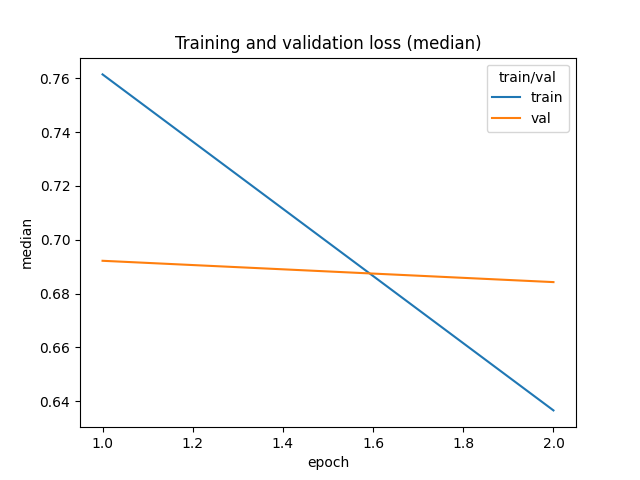 Training and validation loss (median)
train/val
train
val
0.76
0.74
0.72
0.70
0.68
0.66
0.64
median
1.0 1.2 1.4 1.6 1.8 2.0
epoch